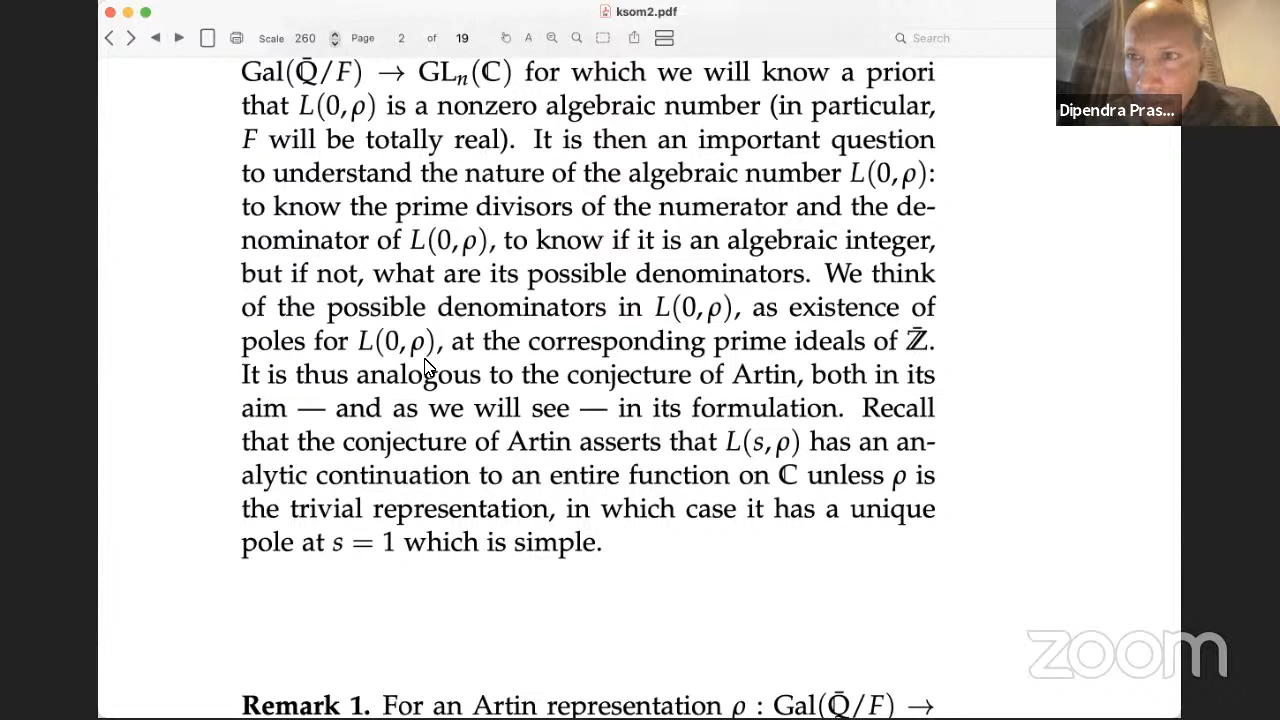 ksom2.pdf
Scale 260 Page 2 of 19 A Search
Gal(Q̄/F) → GLₙ(ℂ) for which we will know a priori
that L(0, ρ) is a nonzero algebraic number (in particular,
F will be totally real). It is then an important question
to understand the nature of the algebraic number L(0, ρ):
to know the prime divisors of the numerator and the de-
nominator of L(0, ρ), to know if it is an algebraic integer,
but if not, what are its possible denominators. We think
of the possible denominators in L(0, ρ), as existence of
poles for L(0, ρ), at the corresponding prime ideals of ℤ̄.
It is thus analogous to the conjecture of Artin, both in its
aim — and as we will see — in its formulation. Recall
that the conjecture of Artin asserts that L(s, ρ) has an an-
alytic continuation to an entire function on ℂ unless ρ is
the trivial representation, in which case it has a unique
pole at s = 1 which is simple.
Remark 1. For an Artin representation ρ : Gal(Q̄/F) →
Dipendra Pras...
zoom